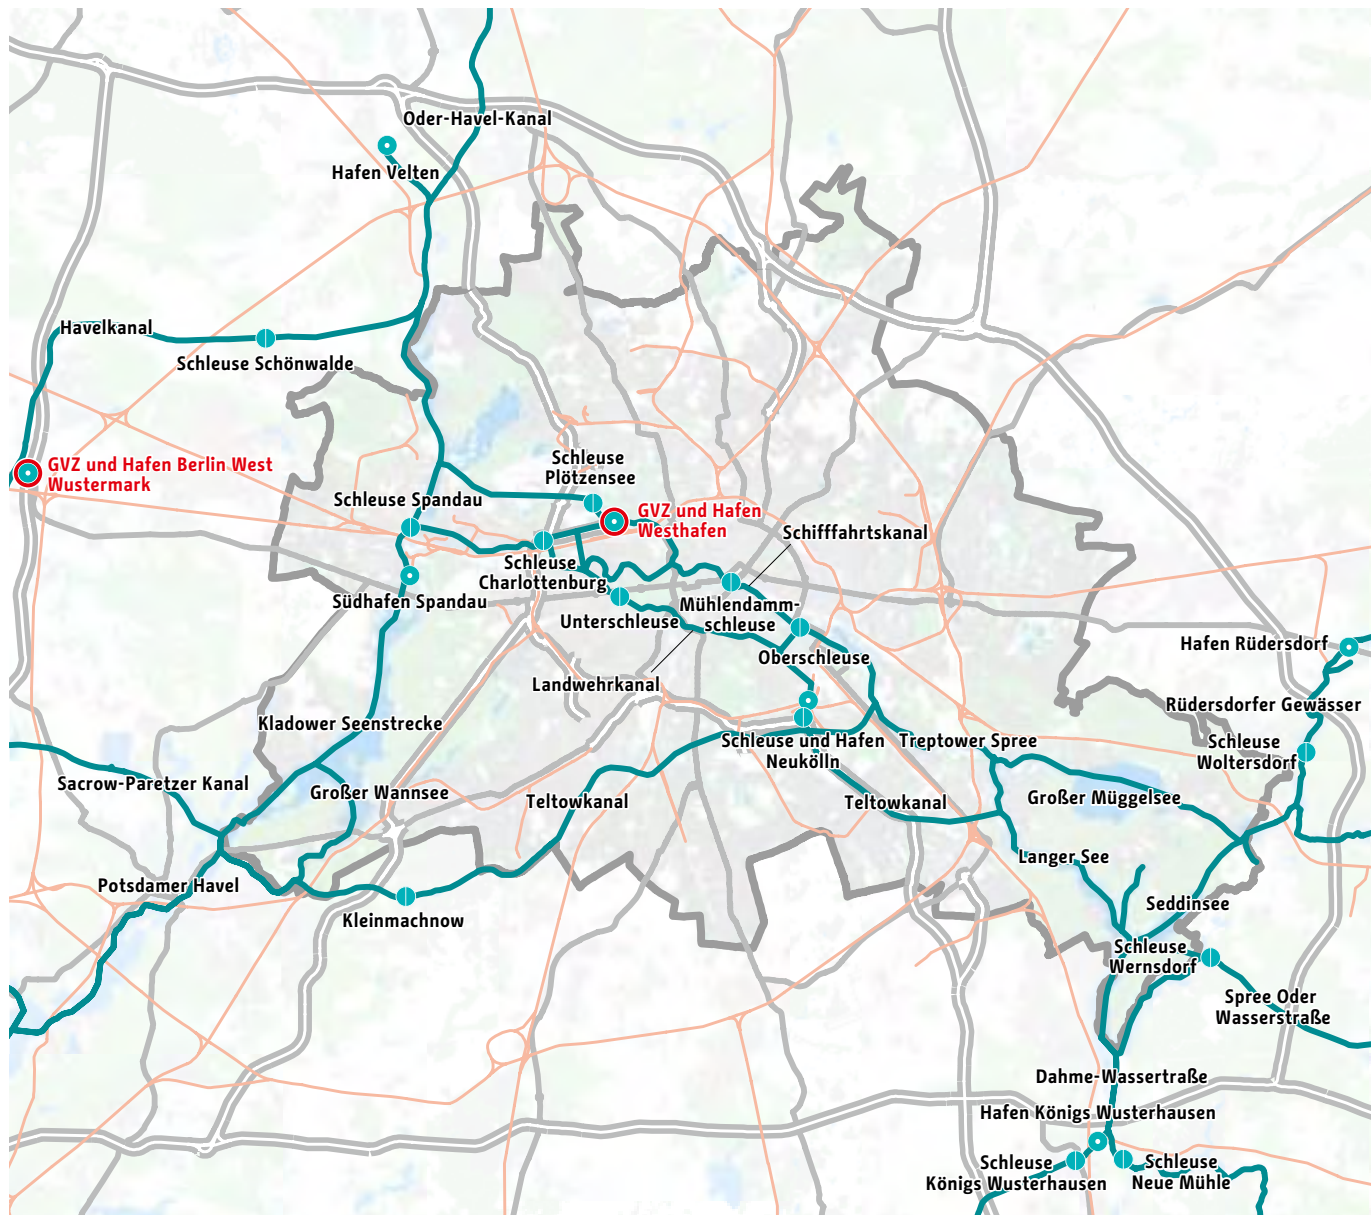 Oder-Havel-Kanal
Hafen Velten
Havelkanal
Schleuse Schönwalde
GVZ und Hafen Berlin West
Wustermark
Schleuse
Plötzensee
Schleuse Spandau
GVZ und Hafen
Westhafen
Schifffahrtskanal
Schleuse
Charlottenburg
Südhafen Spandau
Unterschleuse
Mühlendamm-
schleuse
Oberschleuse
Landwehrkanal
Hafen Rüdersdorf
Rüdersdorfer Gewässer
Kladower Seenstrecke
Schleuse und Hafen
Neukölln
Treptower Spree
Schleuse
Woltersdorf
Sacrow-Paretzer Kanal
Großer Wannsee
Teltowkanal
Teltowkanal
Großer Müggelsee
Langer See
Potsdamer Havel
Kleinmachnow
Seddinsee
Schleuse
Wernsdorf
Spree Oder
Wasserstraße
Dahme-Wassertraße
Hafen Königs Wusterhausen
Schleuse
Königs Wusterhausen
Schleuse
Neue Mühle